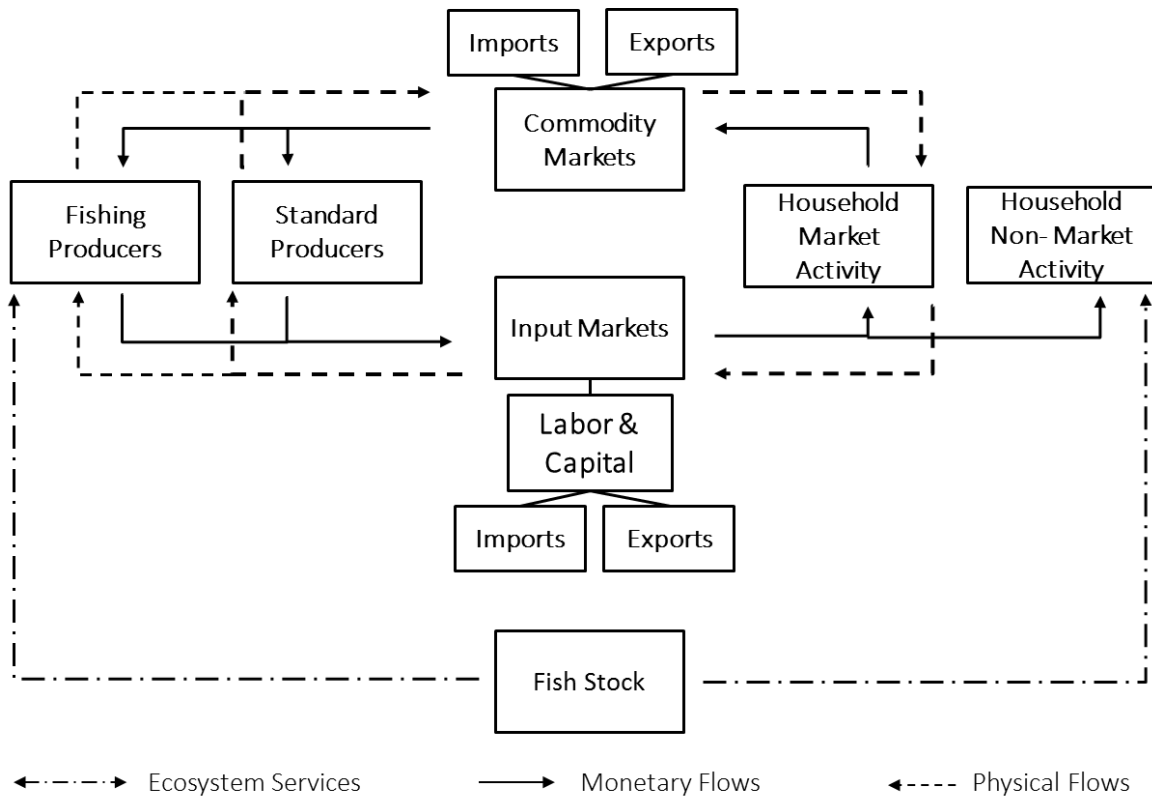 Imports
Exports
Commodity
Markets
Fishing
Producers
Standard
Producers
Household
Market
Activity
Household
Non- Market
Activity
Input Markets
Labor &
Capital
Imports
Exports
Fish Stock
Ecosystem Services
Monetary Flows
Physical Flows